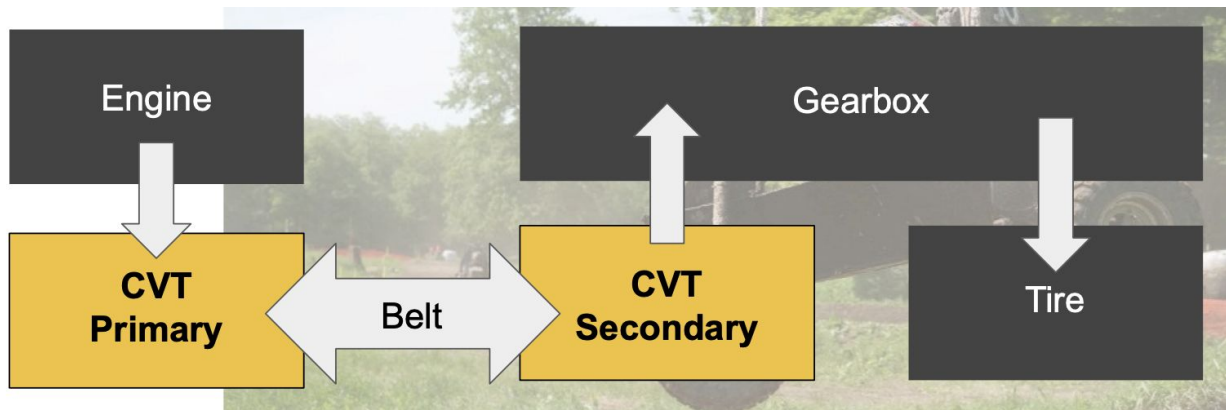 Engine
Gearbox
CVT
Primary
Belt
CVT
Secondary
Tire